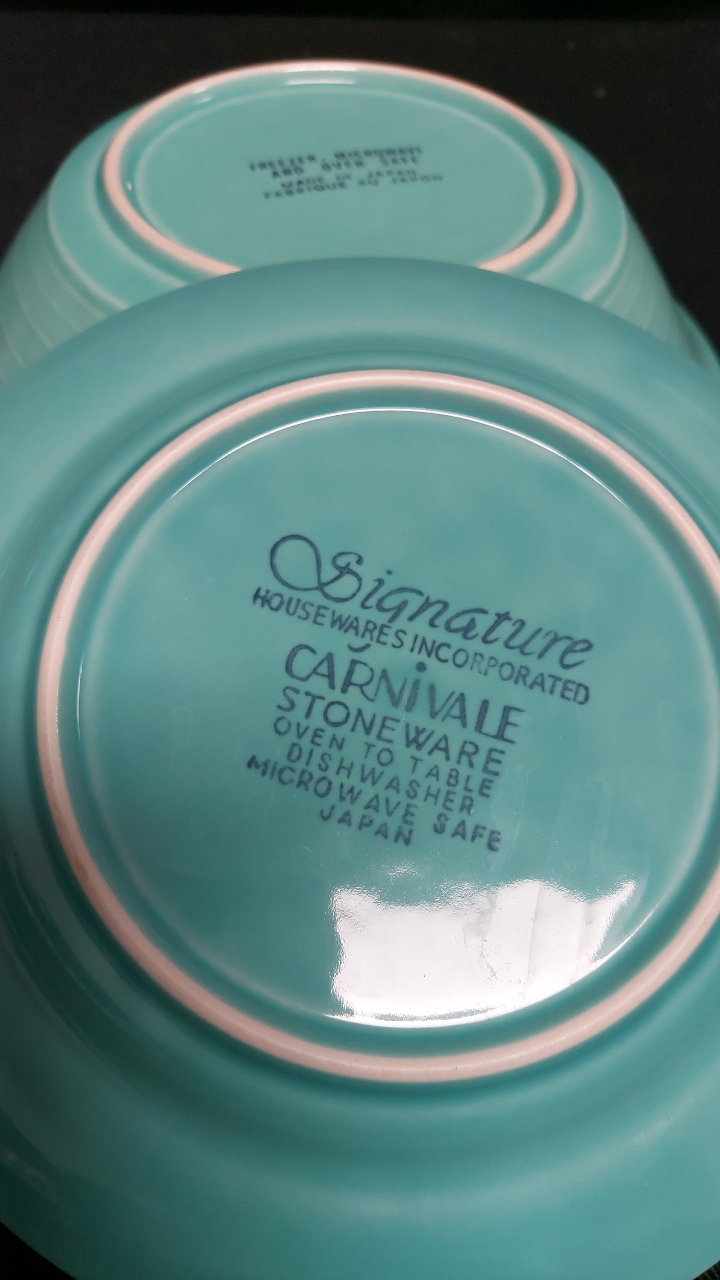 FREEZER, MICROWAVE
AND OVEN SAFE
MADE IN JAPAN
FABRIQUE AU JAPON
Signature
HOUSEWARES INCORPORATED
CARNIVALE
STONEWARE
OVEN TO TABLE
DISHWASHER
MICROWAVE SAFE
JAPAN